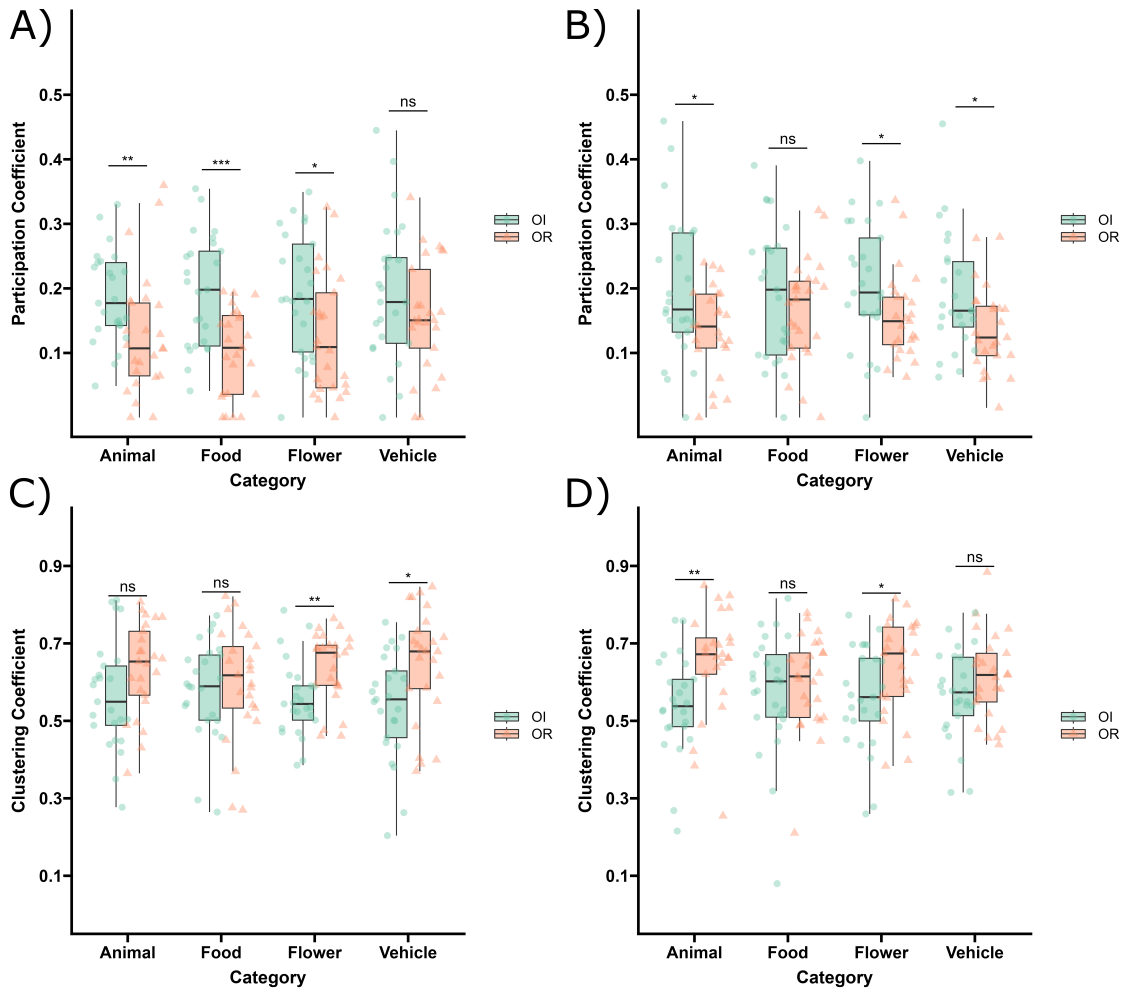 A)
Participation Coefficient
0.5
0.4
0.3
0.2
0.1
**
***
*
ns
Animal
Food
Flower
Vehicle
Category
OI
OR
B)
Participation Coefficient
0.5
0.4
0.3
0.2
0.1
*
ns
*
*
Animal
Food
Flower
Vehicle
Category
OI
OR
C)
Clustering Coefficient
0.9
0.7
0.5
0.3
0.1
ns
ns
**
*
Animal
Food
Flower
Vehicle
Category
OI
OR
D)
Clustering Coefficient
0.9
0.7
0.5
0.3
0.1
**
ns
*
ns
Animal
Food
Flower
Vehicle
Category
OI
OR